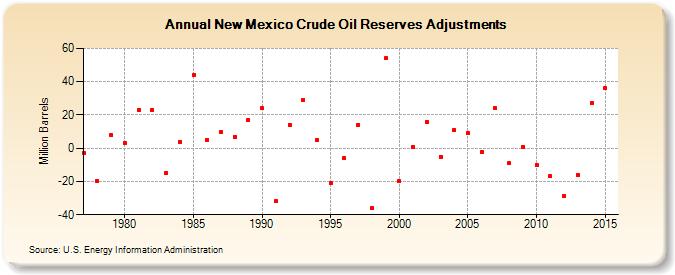 Annual New Mexico Crude Oil Reserves Adjustments
Million Barrels
60
40
20
0
-20
-40
1980 1985 1990 1995 2000 2005 2010 2015
Source: U.S. Energy Information Administration